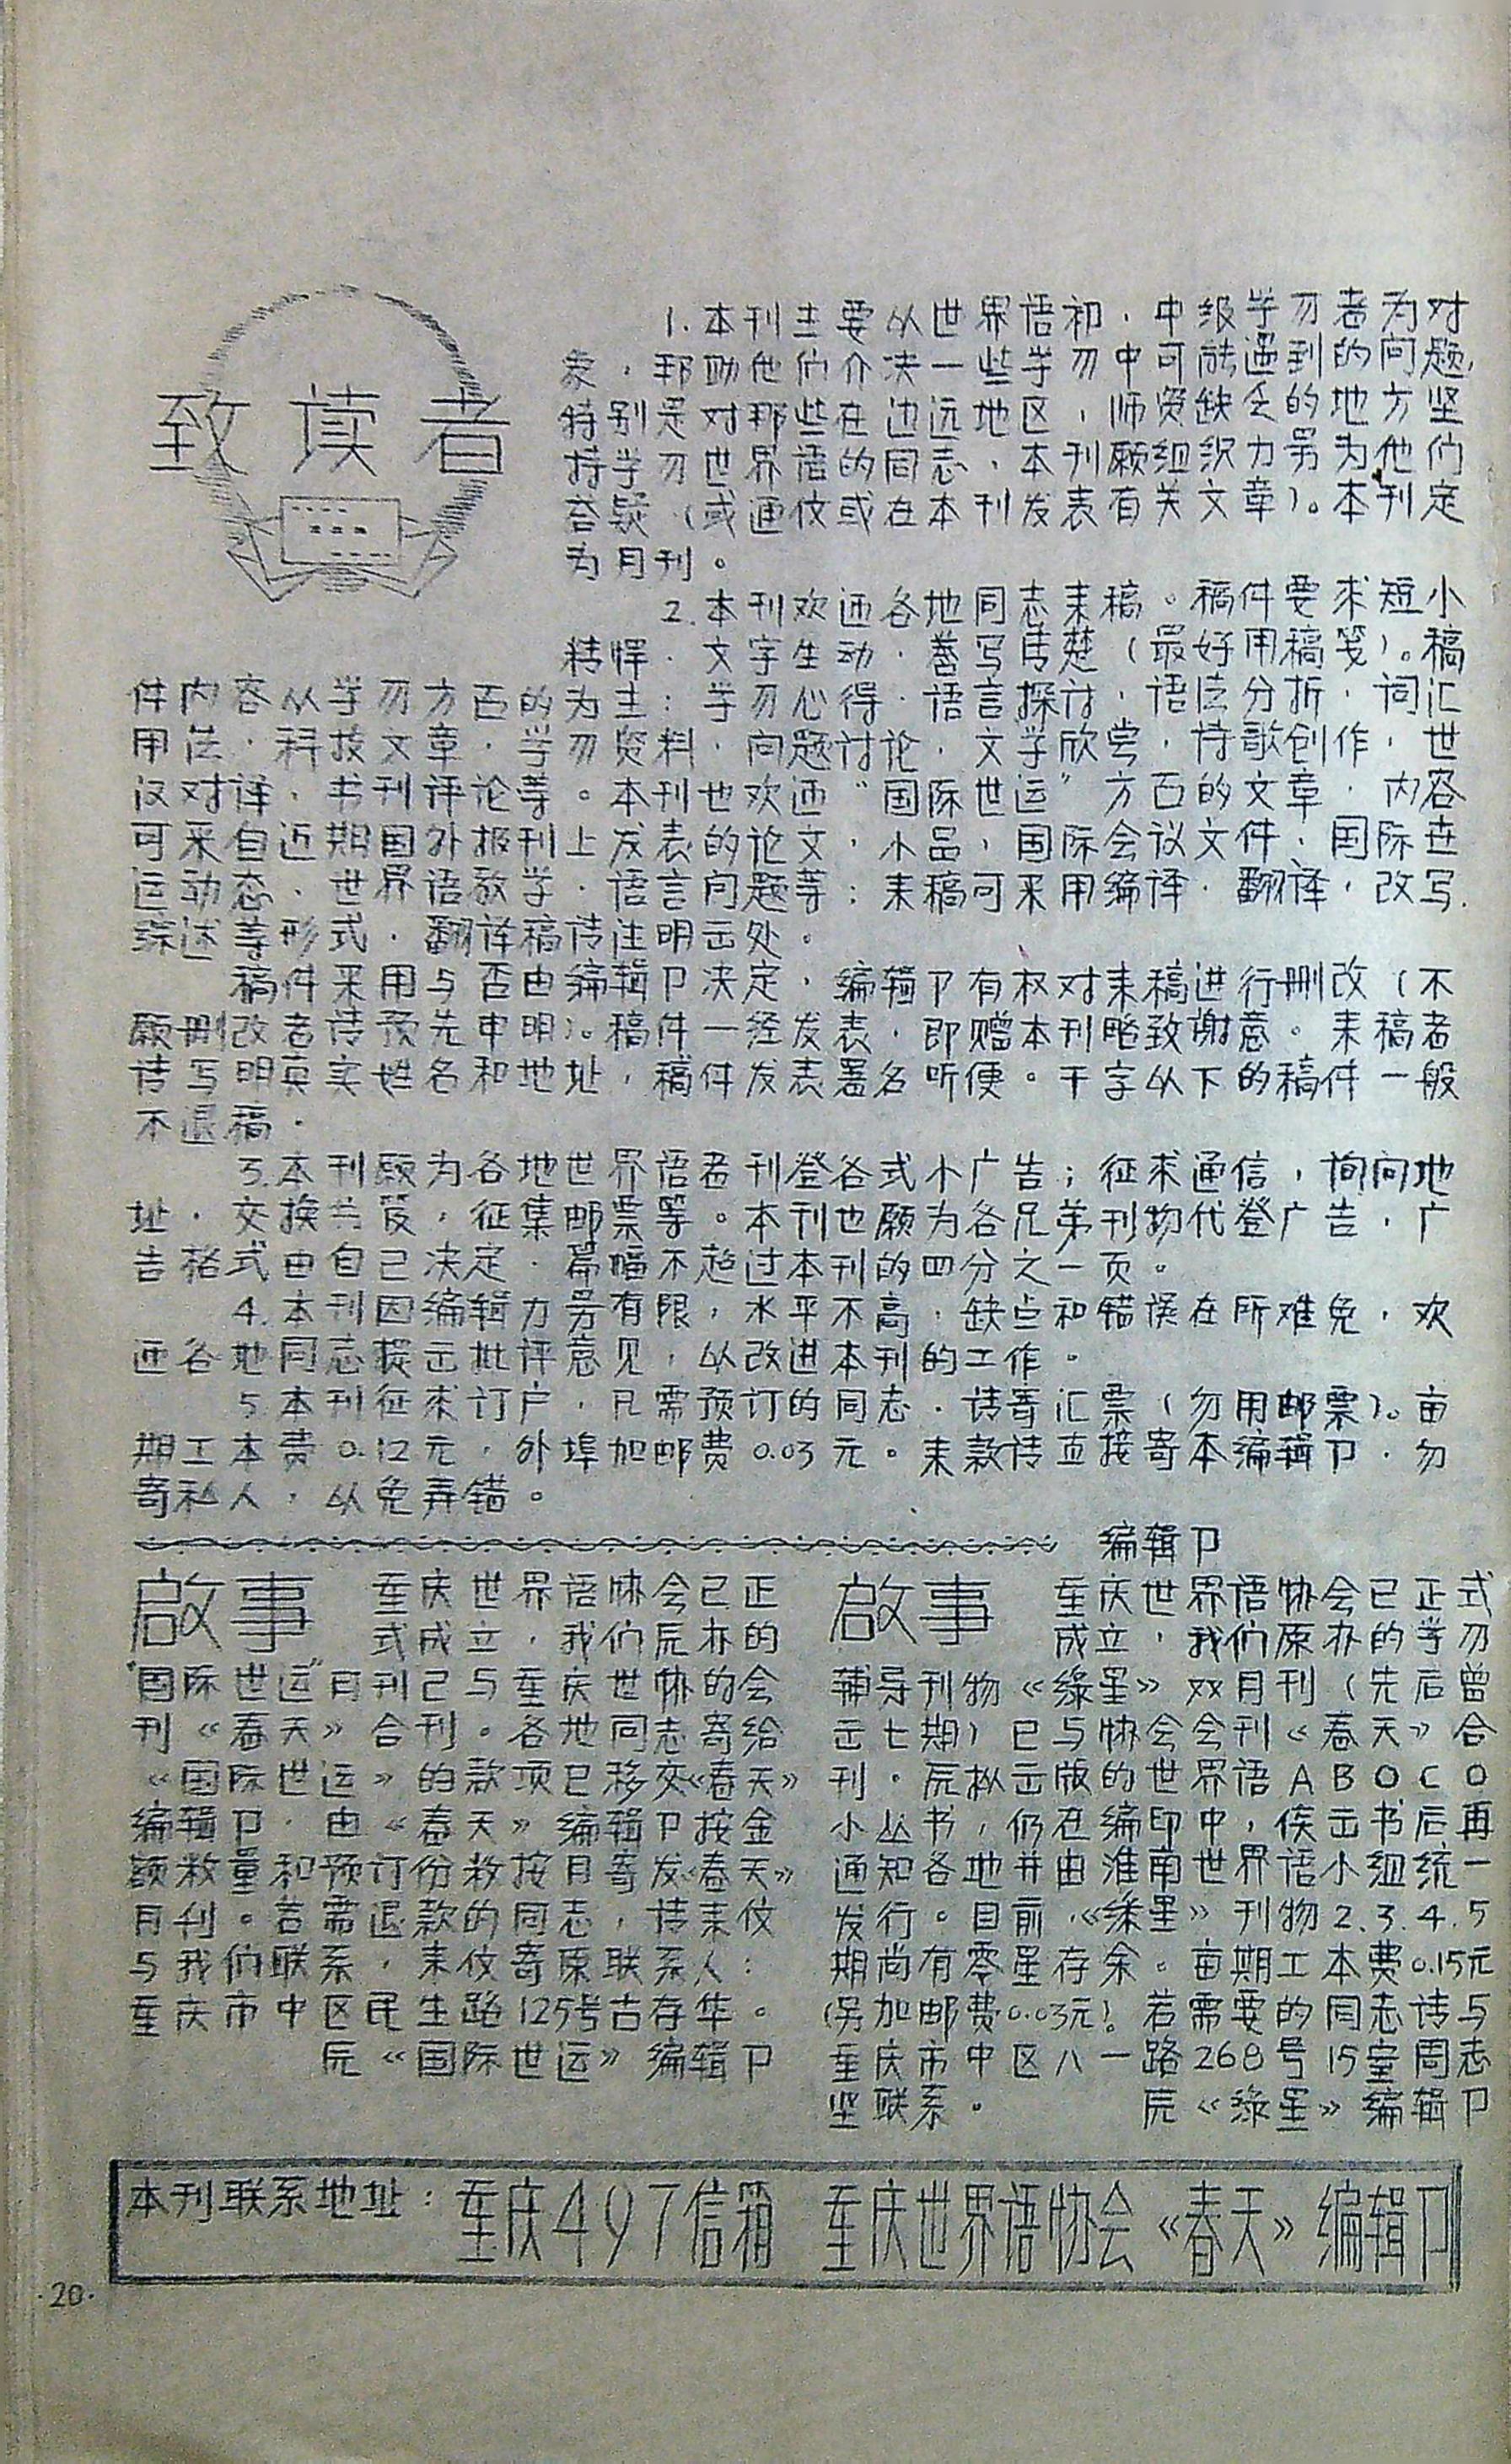 致读者
1.本刊主要从世界语初、中级学习者为对
象，邦助他们介决一些学习中可能遇到的问题，
特别是对那些在边远地区，师资缺乏的地方坚
持学习世界语的同志，本刊愿组织力另为他们
答疑（或通伩或在本刊发表有关文章）。本刊定
为月刊。
2.本刊欢迊各地同志来稿。稿件要求短小
精悍、文字生动、善写清楚（最好用稿笺）。稿
件内容从学习方面的为主：学习心得、语言探讨，语法分折，词汇
用法，科技文章，学习资料，问题讨论，文学欣尝，诗歌创作，世
汉对译、书刊评论等。本刊也欢迊“国际世运”方面的文章，内容
可采自近期国外报刊上发表的论文，小品，国际会议文件、国际世
运动态、世界语教学、语言问题等；来稿可采用编译、翻译，改写、
综述等形式。翻译稿请注明出处。
稿件采用与否由编辑卩决定，编辑卩有权对来稿进行删改（不
愿删改者请预先申明）。稿件一经发表，即赠本刊略致谢意。来稿者
请写明真实姓名和地址，稿件发表署名听便。千字以下的稿件一般
不退稿。
3.本刊愿为各地世界语者刊登各式小广告；征求通信，询问地
址，交换书报，征集邮票等。本刊也愿为各兄弟刊物代登广告，广
告格式由自己决定，篇幅不超过本刊的四分之一页。
4.本刊因编辑力另有限，水平不高，缺点和错误在所难免，欢
迊各地同志提出批评意见，从改进本刊的工作。
5.本刊征求订户，凡需预订的同志，请寄汇票（勿用邮票）。亩
期工本费0.12元，外埠加邮费0.03元。来款请直接寄本编辑卩，勿
寄私人，从免弄错。
编辑卩
啟事
重庆世界语协会已正
式成立，我们原办的
“国际世运”月刊已与重庆世协的会
刊《春天》合刊。各地同志寄给
《国际世运》的款项已移交《春天》
编辑卩，由《春天》编辑卩按金
额数量和预订份数按月寄发《春天》
月刊。若需退款的同志，请来伩
与我们联系，来伩寄原联系人：
重庆市中区民生路125号古存华。
原《国际世运》编辑卩
啟事
重庆世界语协会已正式
成立，我们原办的学习
辅导刊物《绿星》双月刊（先后曾
出七期）已与协会会刊《春天》合
刊。原拟出版的世界语ABOCO
小丛书，仍在编印中，俟出书后再
通知各地并由淮南世界语小组统一
发行。目前，《绿星》刊物2.3.4.5
期尚有零星存余。亩期工本费0.15元
（另加邮费0.03元）。若需要的同志请与
重庆市中区八一路268号15室周志
坚联系。
原《绿星》编辑卩
本刊联系地址：重庆497信箱 重庆世界语协会《春天》编辑卩
·20·